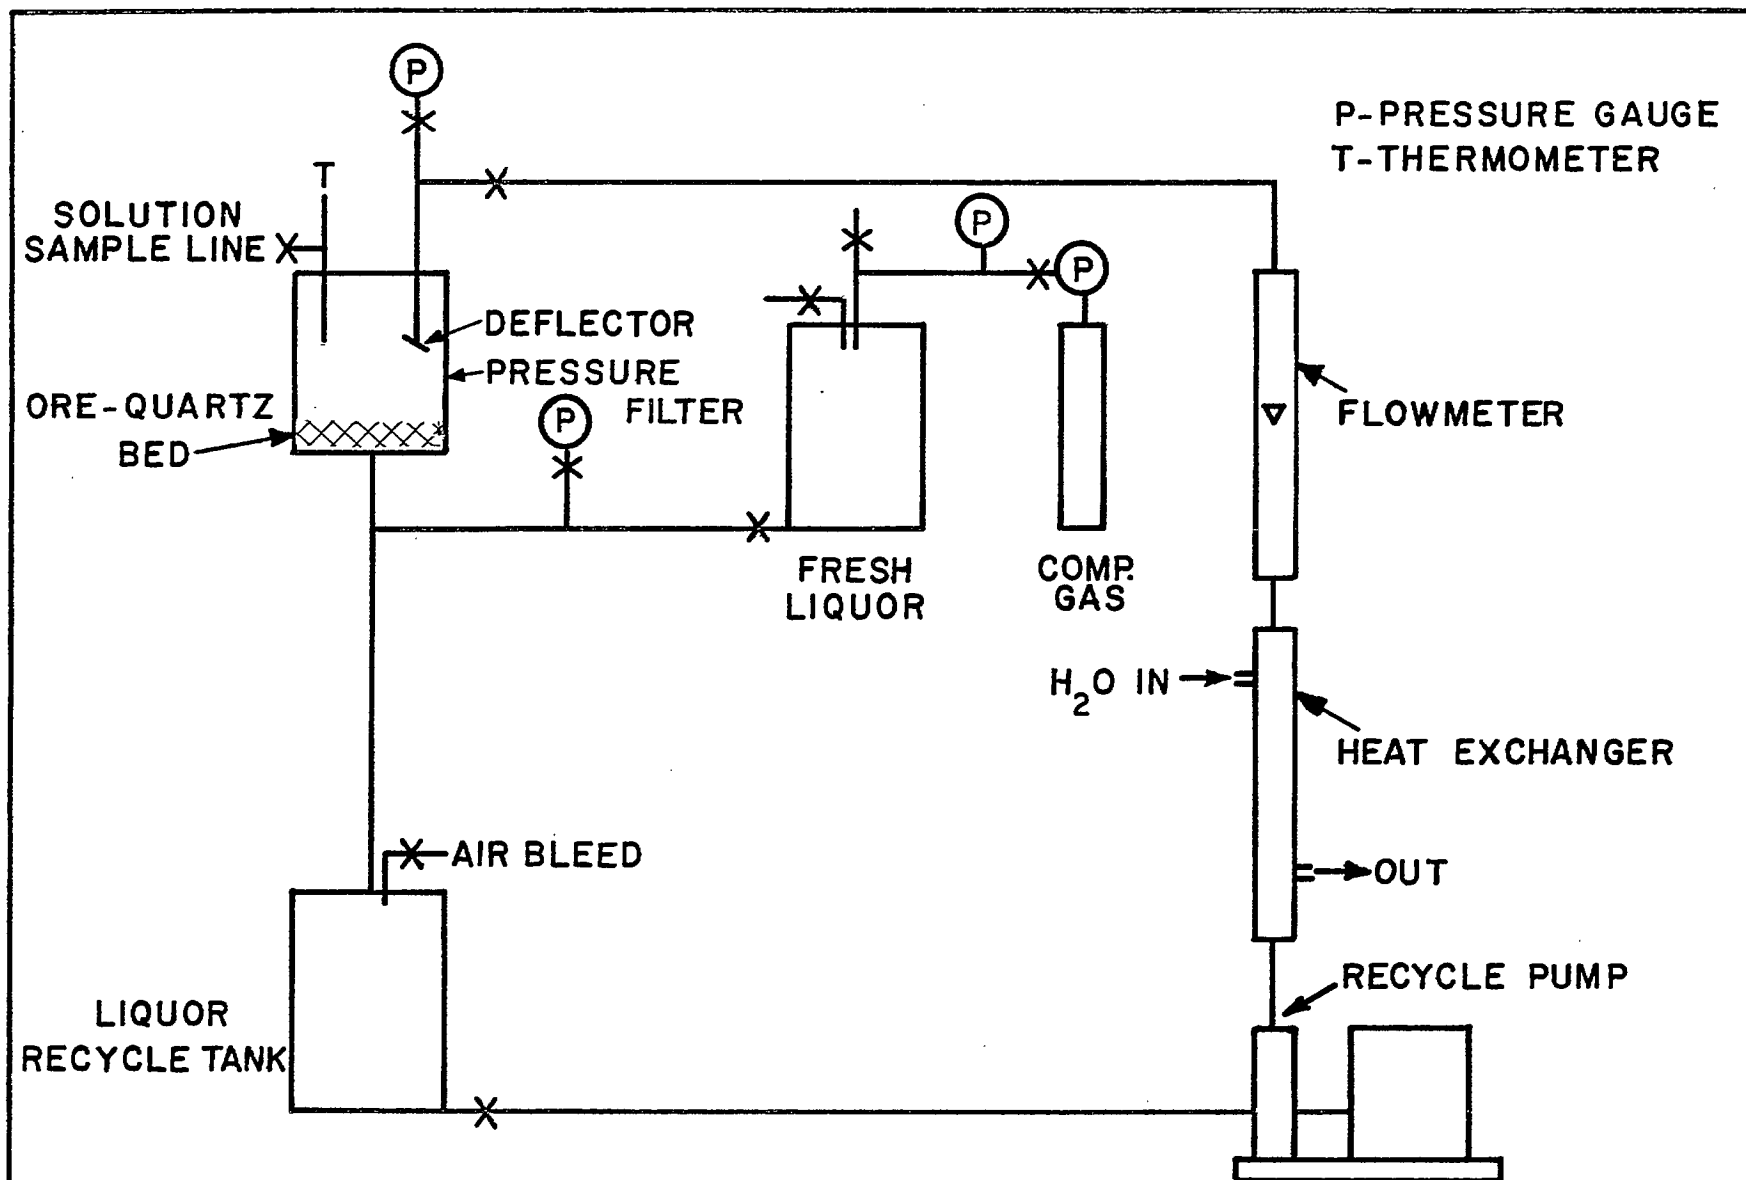 P
P-PRESSURE GAUGE
T-THERMOMETER
T
SOLUTION
SAMPLE LINE
P
P
DEFLECTOR
PRESSURE
FILTER
ORE-QUARTZ
BED
P
FLOWMETER
FRESH
LIQUOR
COMP.
GAS
H₂O IN
HEAT EXCHANGER
AIR BLEED
OUT
RECYCLE PUMP
LIQUOR
RECYCLE TANK